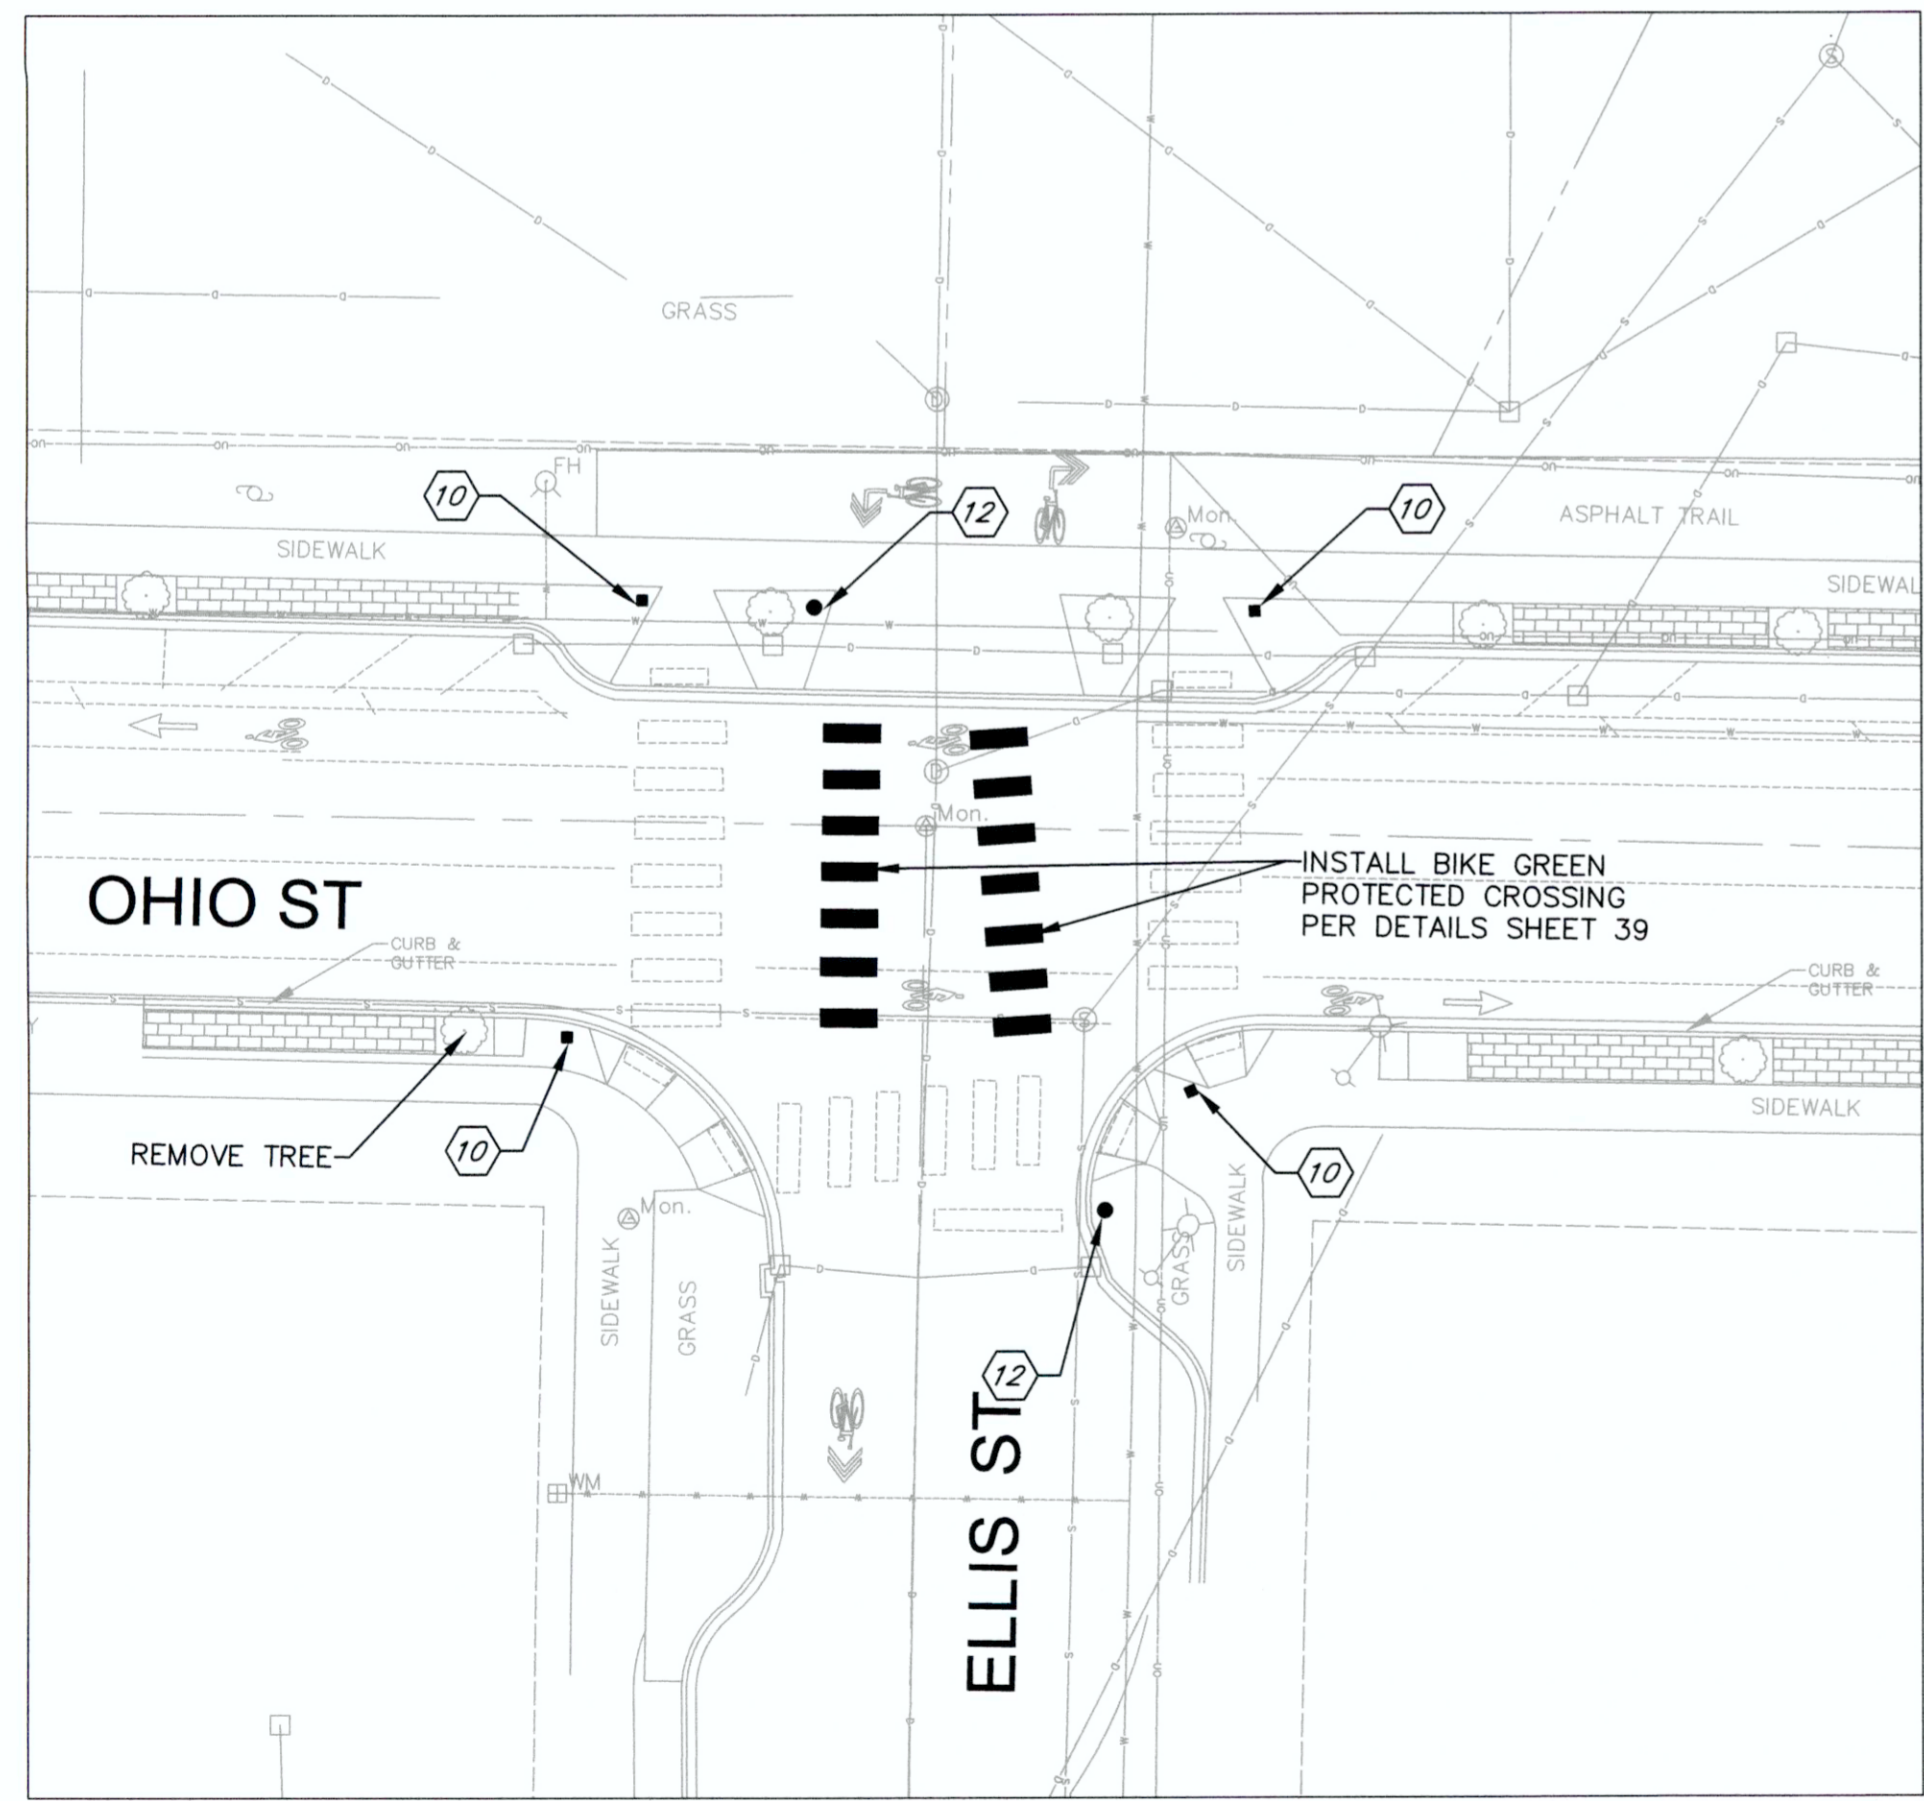 GRASS
FH
10
12
10
Mon.
ASPHALT TRAIL
SIDEWALK
SIDEWAL
Mon.
INSTALL BIKE GREEN
PROTECTED CROSSING
PER DETAILS SHEET 39
OHIO ST
CURB &
GUTTER
CURB &
GUTTER
REMOVE TREE
10
10
SIDEWALK
Mon.
SIDEWALK
GRASS
SIDEWALK
GRASS
12
ELLIS ST
WM